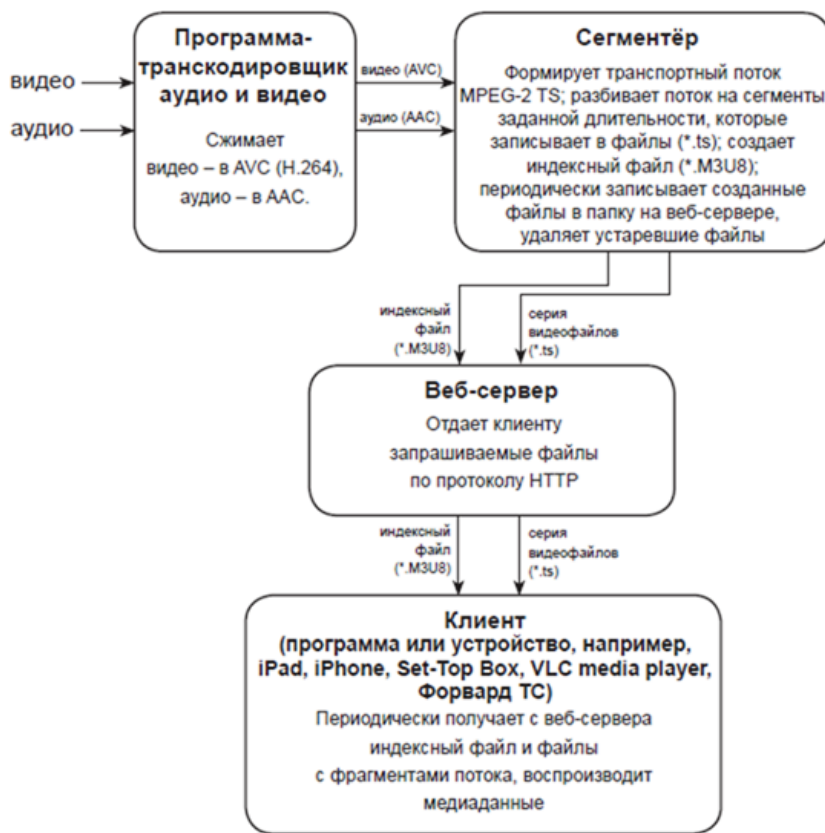 видео
аудио
Программа-
транскодировщик
аудио и видео
Сжимает
видео – в AVC (H.264),
аудио – в AAC.
видео (AVC)
аудио (AAC)
Сегментёр
Формирует транспортный поток
MPEG-2 TS; разбивает поток на сегменты
заданной длительности, которые
записывает в файлы (*.ts); создает
индексный файл (*.M3U8);
периодически записывает созданные
файлы в папку на веб-сервере,
удаляет устаревшие файлы
индексный
файл
(*.M3U8)
серия
видеофайлов
(*.ts)
Веб-сервер
Отдает клиенту
запрашиваемые файлы
по протоколу HTTP
индексный
файл
(*.M3U8)
серия
видеофайлов
(*.ts)
Клиент
(программа или устройство, например,
iPad, iPhone, Set-Top Box, VLC media player,
Форвард ТС)
Периодически получает с веб-сервера
индексный файл и файлы
с фрагментами потока, воспроизводит
медиаданные